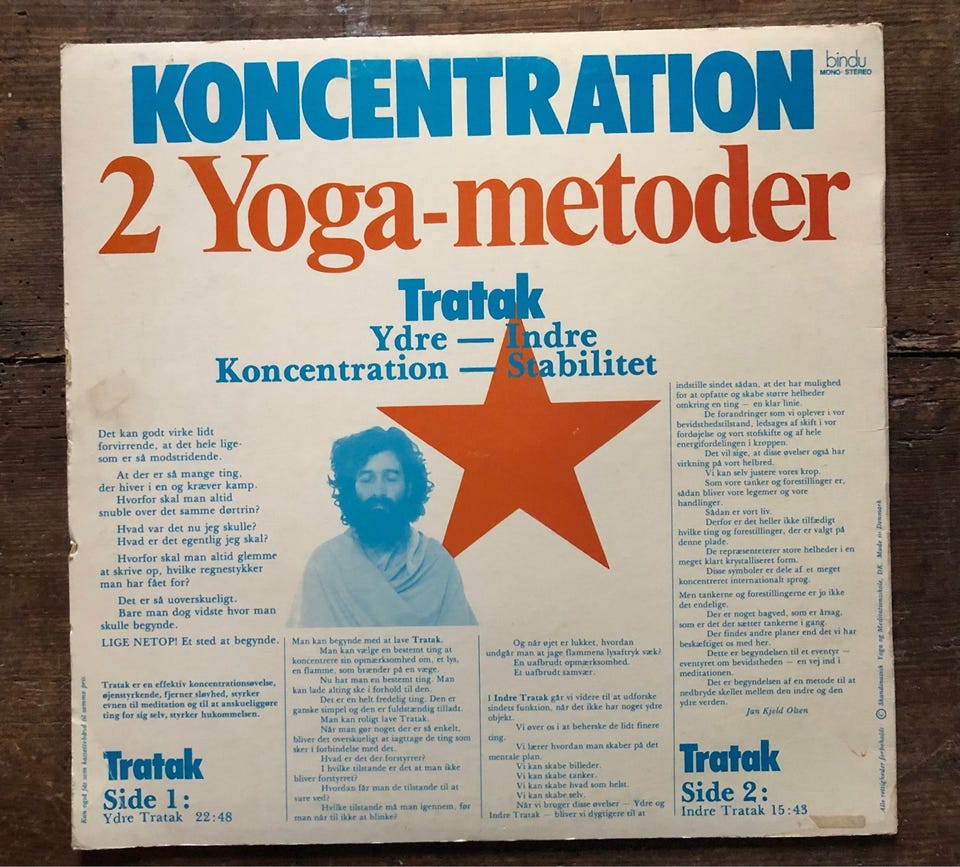 KONCENTRATION
bindu
MONO-STEREO
2 Yoga-metoder
Tratak
Ydre — Indre
Koncentration — Stabilitet
Det kan godt virke lidt
forvirrende, at det hele lige-
som er så modstridende.
At der er så mange ting,
der hiver i en og kræver kamp.
Hvorfor skal man altid
snuble over det samme dørtrin?
Hvad var det nu jeg skulle?
Hvad er det egentlig jeg skal?
Hvorfor skal man altid glemme
at skrive op, hvilke regnestykker
man har fået for?
Det er så uoverskueligt.
Bare man dog vidste hvor man
skulle begynde.
LIGE NETOP! Et sted at begynde.
Tratak er en effektiv koncentrationsøvelse,
øjenstyrkende, fjerner sløvhed, styrker
evnen til meditation og til at anskueliggøre
ting for sig selv, styrker hukommelsen.
Tratak
Side 1:
Ydre Tratak 22:48
Man kan begynde med at lave Tratak.
Man kan vælge en bestemt ting at
koncentrere sin opmærksomhed om, et lys,
en flamme, som brænder på en væge.
Nu har man en bestemt ting. Man
kan lade alting ske i forhold til den.
Det er en helt fredelig ting. Den er
ganske simpel og den er fuldstændig tilladt.
Man kan roligt lave Tratak.
Når man gør noget der er så enkelt,
bliver det overskueligt at iagttage de ting som
sker i forbindelse med det.
Hvad er det der forstyrrer?
I hvilke tilstande er det at man ikke
bliver forstyrret?
Hvordan får man de tilstande til at
vare ved?
Hvilke tilstande må man igennem, før
man når til ikke at blinke?
Og når øjet er lukket, hvordan
undgår man at jage flammens lysaftryk væk?
En uafbrudt opmærksomhed.
Et uafbrudt samvær.
I Indre Tratak går vi videre til at udforske
sindets funktion, når det ikke har noget ydre
objekt.
Vi øver os i at beherske de lidt finere
ting.
Vi lærer hvordan man skaber på det
mentale plan.
Vi kan skabe billeder.
Vi kan skabe tanker.
Vi kan skabe hvad som helst.
Vi kan skabe selv.
Når vi bruger disse øvelser — Ydre og
Indre Tratak — bliver vi dygtigere til at
indstille sindet sådan, at det har mulighed
for at opfatte og skabe større helheder
omkring en ting — en klar linie.
De forandringer som vi oplever i vor
bevidsthedstilstand, ledsages af skift i vor
fordøjelse og vort stofskifte og af hele
energifordelingen i kroppen.
Det vil sige, at disse øvelser også har
virkning på vort helbred.
Vi kan selv justere vores krop.
Som vore tanker og forestillinger er,
sådan bliver vore legemer og vore
handlinger.
Sådan er vort liv.
Derfor er det heller ikke tilfældigt
hvilke ting og forestillinger, der er valgt på
denne plade.
De repræsenteterer store helheder i en
meget klart krystalliseret form.
Disse symboler er dele af et meget
koncentreret internationalt sprog.
Men tankerne og forestillingerne er jo ikke
det endelige.
Der er noget bagved, som er årsag,
som er det der sætter tankerne i gang.
Der findes andre planer end det vi har
beskæftiget os med her.
Dette er begyndelsen til et eventyr —
eventyret om bevidstheden — en vej ind i
meditationen.
Det er begyndelsen af en metode til at
nedbryde skellet mellem den indre og den
ydre verden.
Jan Kjeld Olsen
Tratak
Side 2:
Indre Tratak 15:43
Kan også fås som kassettebånd til samme pris.
Alle rettigheder forbeholdt © Skandinavisk Yoga og Meditationsskole, DK. Made in Denmark